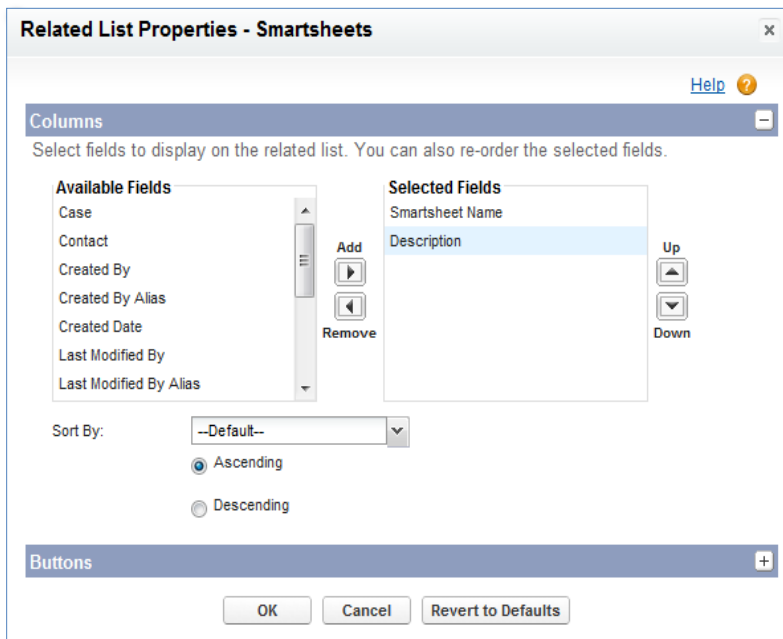 Related List Properties - Smartsheets
Help
Columns
Select fields to display on the related list. You can also re-order the selected fields.
Available Fields
Case
Contact
Created By
Created By Alias
Created Date
Last Modified By
Last Modified By Alias
Add
Remove
Selected Fields
Smartsheet Name
Description
Up
Down
Sort By:
--Default--
Ascending
Descending
Buttons
OK
Cancel
Revert to Defaults